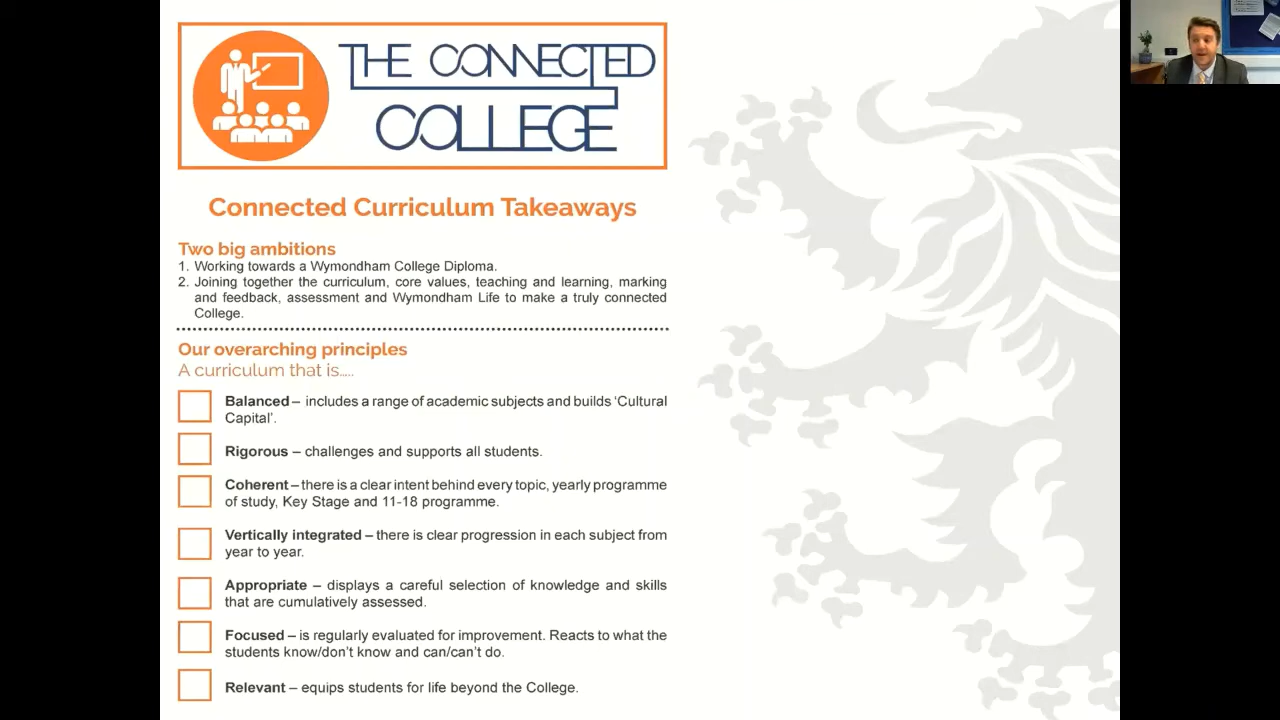 THE CONNECTED
COLLEGE
Connected Curriculum Takeaways
Two big ambitions
1. Working towards a Wymondham College Diploma.
2. Joining together the curriculum, core values, teaching and learning, marking
and feedback, assessment and Wymondham Life to make a truly connected
College.
Our overarching principles
A curriculum that is.....
Balanced – includes a range of academic subjects and builds ‘Cultural
Capital’.
Rigorous – challenges and supports all students.
Coherent – there is a clear intent behind every topic, yearly programme
of study, Key Stage and 11-18 programme.
Vertically integrated – there is clear progression in each subject from
year to year.
Appropriate – displays a careful selection of knowledge and skills
that are cumulatively assessed.
Focused – is regularly evaluated for improvement. Reacts to what the
students know/don’t know and can/can’t do.
Relevant – equips students for life beyond the College.